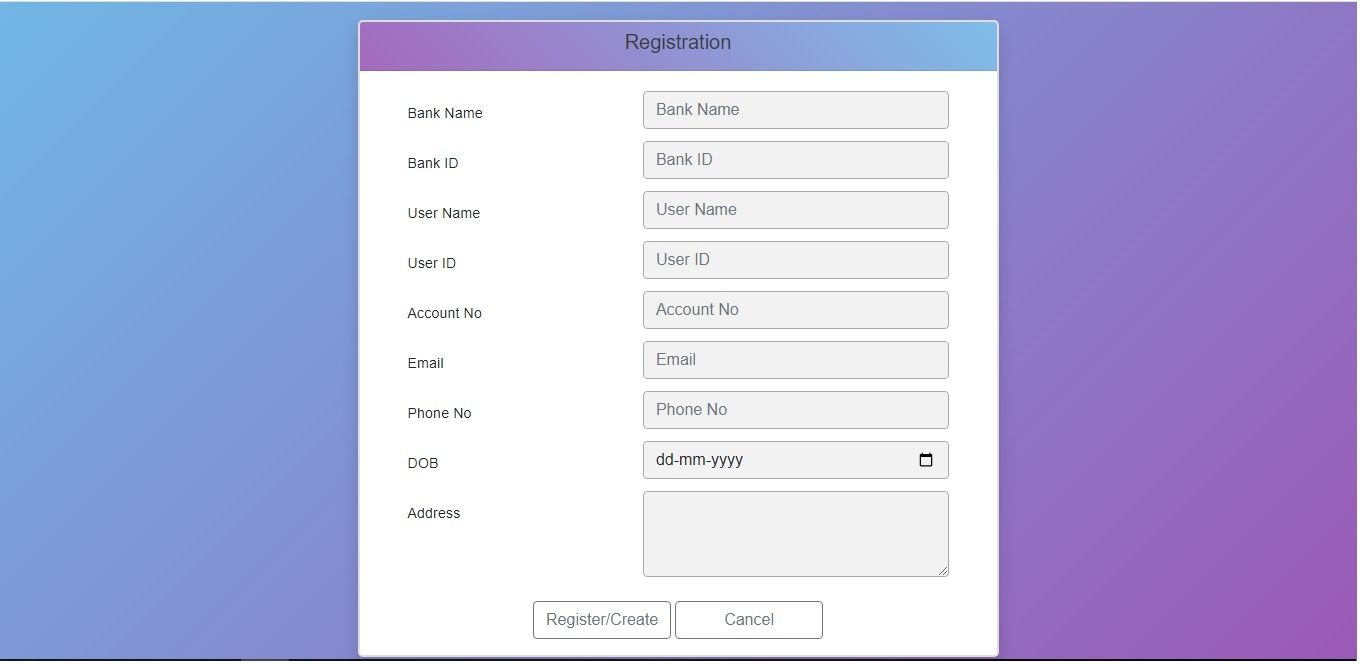 Registration
Bank Name Bank Name
Bank ID Bank ID
User Name User Name
User ID User ID
Account No Account No
Email Email
Phone No Phone No
DOB dd-mm-yyyy
Address
Register/Create Cancel